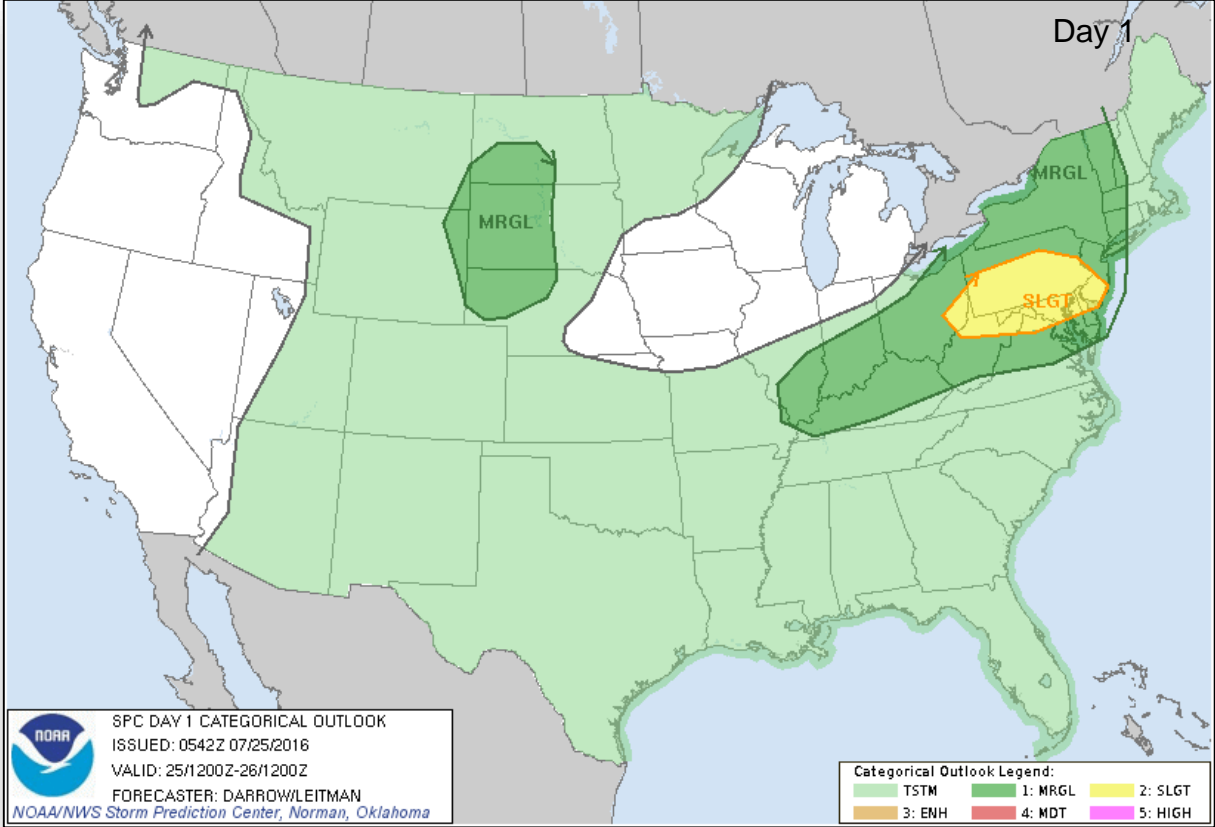 Day 1
MRGL
MRGL
SLGT
NOAA
SPC DAY 1 CATEGORICAL OUTLOOK
ISSUED: 0542Z 07/25/2016
VALID: 25/1200Z-26/1200Z
FORECASTER: DARROW/LEITMAN
NOAA/NWS Storm Prediction Center, Norman, Oklahoma
Categorical Outlook Legend:
TSTM 1: MRGL 2: SLGT
3: ENH 4: MDT 5: HIGH